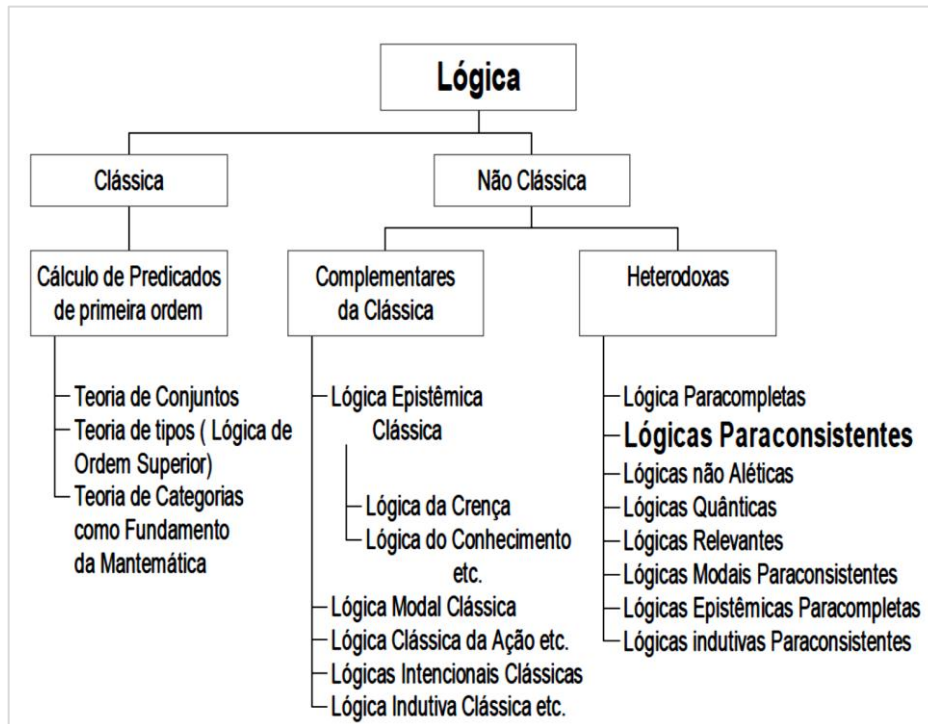 Lógica
Clássica
Não Clássica
Cálculo de Predicados
de primeira ordem
Complementares
da Clássica
Heterodoxas
Teoria de Conjuntos
Teoria de tipos ( Lógica de
Ordem Superior)
Teoria de Categorias
como Fundamento
da Mantemática
Lógica Epistêmica
Clássica
Lógica da Crença
Lógica do Conhecimento
etc.
Lógica Modal Clássica
Lógica Clássica da Ação etc.
Lógicas Intencionais Clássicas
Lógica Indutiva Clássica etc.
Lógica Paracompletas
Lógicas Paraconsistentes
Lógicas não Aléticas
Lógicas Quânticas
Lógicas Relevantes
Lógicas Modais Paraconsistentes
Lógicas Epistêmicas Paracompletas
Lógicas indutivas Paraconsistentes